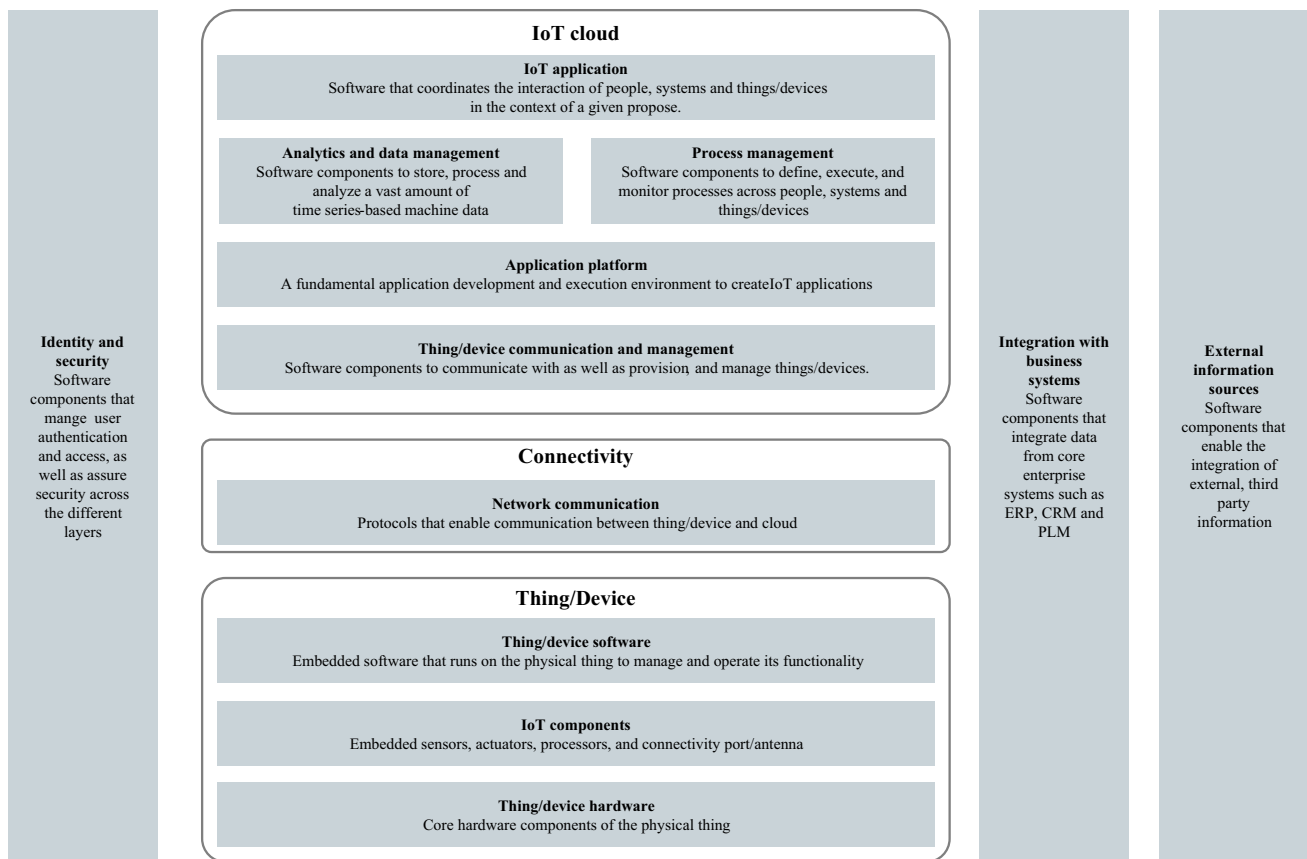 IoT cloud
IoT application
Software that coordinates the interaction of people, systems and things/devices
in the context of a given propose.
Analytics and data management
Software components to store, process and
analyze a vast amount of
time series-based machine data
Process management
Software components to define, execute, and
monitor processes across people, systems and
things/devices
Application platform
A fundamental application development and execution environment to createIoT applications
Thing/device communication and management
Software components to communicate with as well as provision, and manage things/devices.
Connectivity
Network communication
Protocols that enable communication between thing/device and cloud
Thing/Device
Thing/device software
Embedded software that runs on the physical thing to manage and operate its functionality
IoT components
Embedded sensors, actuators, processors, and connectivity port/antenna
Thing/device hardware
Core hardware components of the physical thing
Identity and
security
Software
components that
mange user
authentication
and access, as
well as assure
security across
the different
layers
Integration with
business
systems
Software
components that
integrate data
from core
enterprise
systems such as
ERP, CRM and
PLM
External
information
sources
Software
components that
enable the
integration of
external, third
party
information